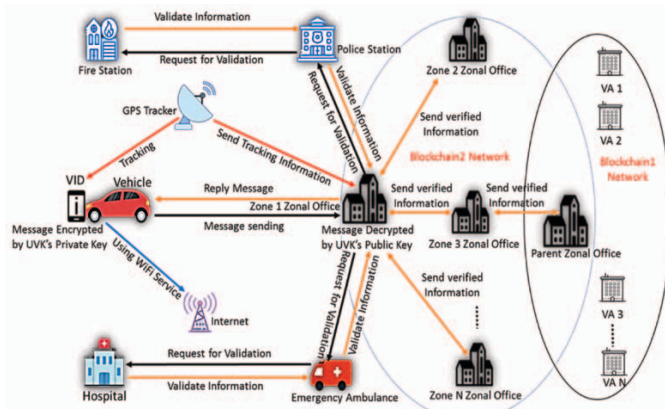 Validate Information
Police Station
Fire Station
Request for Validation
Zone 2 Zonal Office
VA 1
GPS Tracker
Request for Validation
Validate Information
Send verified
Information
VA 2
Blockchain2 Network
Blockchain1
Network
Tracking
Send Tracking Information
VID
Vehicle
Reply Message
Zone 1 Zonal Office
Send verified
Information
Send verified
Information
Message Encrypted
by UVK's Private Key
Message sending
Message Decrypted
by UVK's Public Key
Zone 3 Zonal Office
Parent Zonal Office
Using WiFi Service
Request for Validation
Validate Information
Send verified
Information
VA 3
Internet
Request for Validation
Hospital
Validate Information
Emergency Ambulance
Zone N Zonal Office
VA N